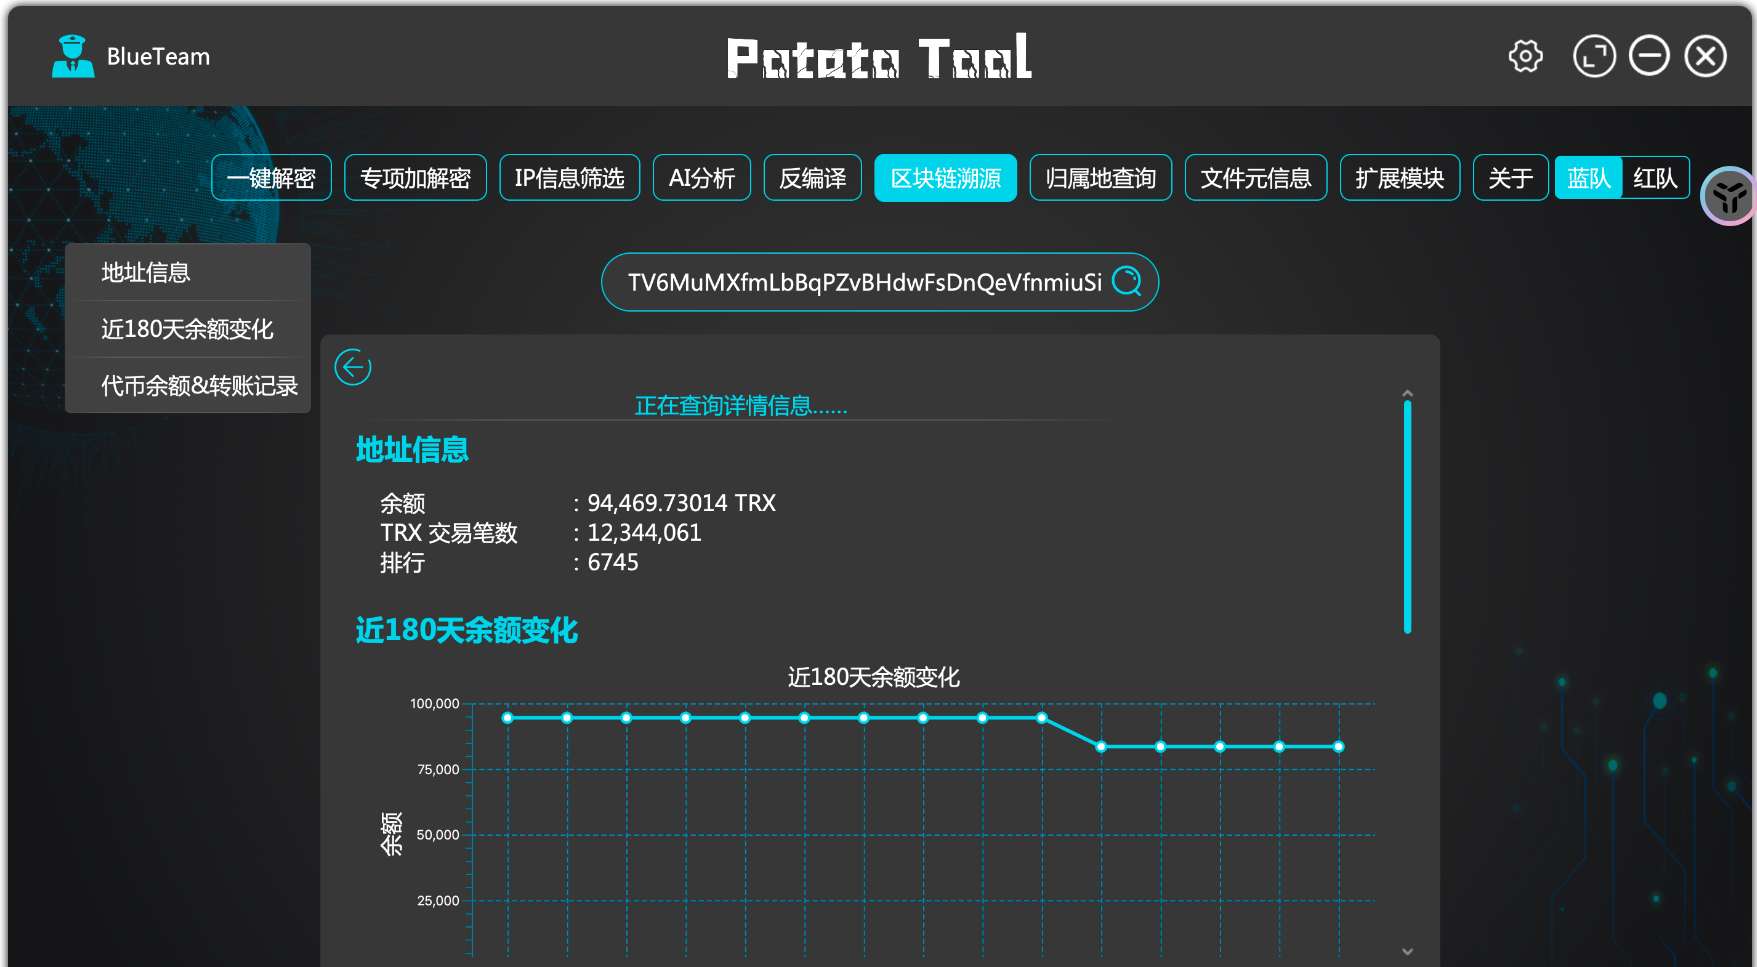 BlueTeam
Potato Tool
一键解密
专项加解密
IP信息筛选
AI分析
反编译
区块链溯源
归属地查询
文件元信息
扩展模块
关于
蓝队
红队
地址信息
近180天余额变化
代币余额&转账记录
TV6MuMXfmLbBqPZvBHdwFsDnQeVfnmiuSi
正在查询详情信息......
地址信息
余额 : 94,469.73014 TRX
TRX 交易笔数 : 12,344,061
排行 : 6745
近180天余额变化
近180天余额变化
100,000
75,000
50,000
25,000
余额